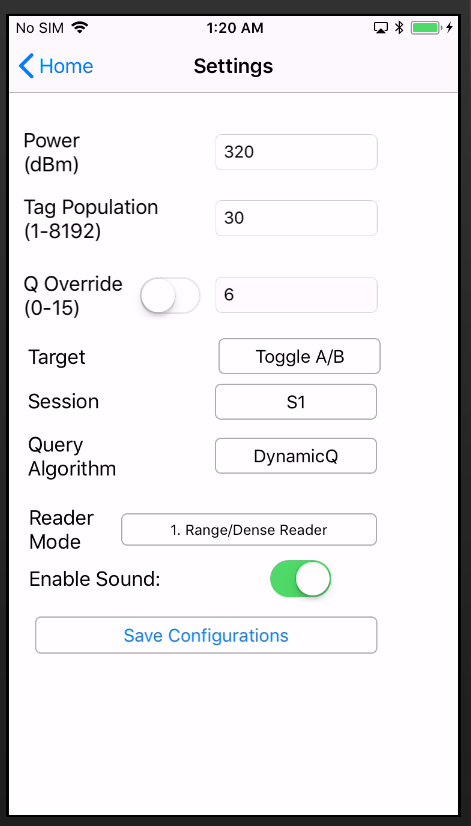 No SIM 1:20 AM
Home Settings
Power
(dBm)
320
Tag Population
(1-8192)
30
Q Override
(0-15)
6
Target
Toggle A/B
Session
S1
Query
Algorithm
DynamicQ
Reader
Mode
1. Range/Dense Reader
Enable Sound:
Save Configurations